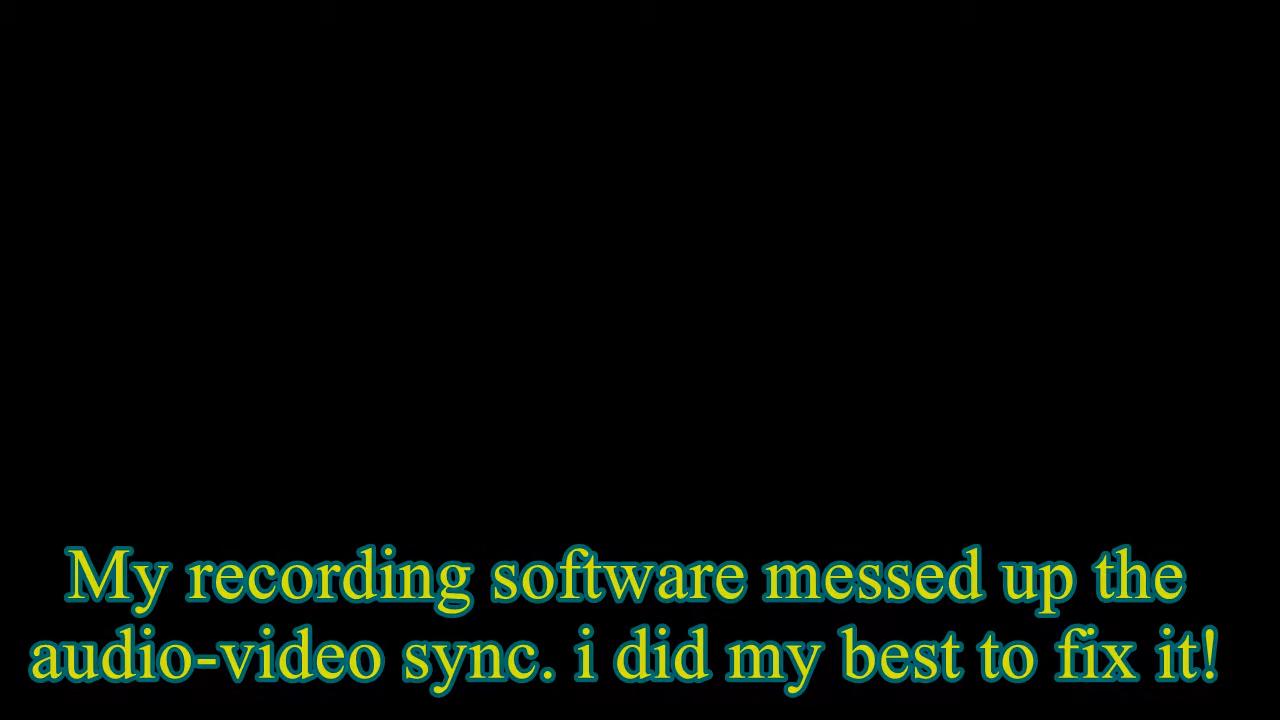 My recording software messed up the
audio-video sync. i did my best to fix it!